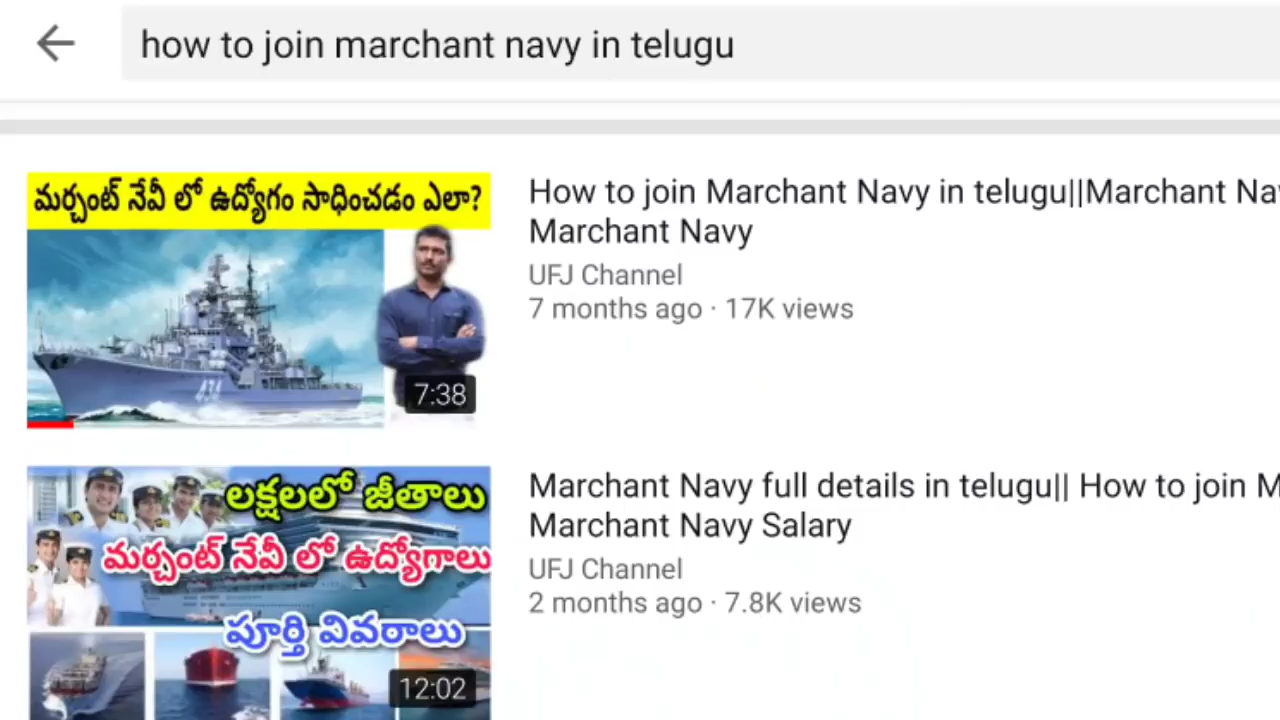 how to join marchant navy in telugu
మర్చంట్ నేవీ లో ఉద్యోగం సాధించడం ఎలా?
434
7:38
How to join Marchant Navy in telugu||Marchant Na
Marchant Navy
UFJ Channel
7 months ago · 17K views
లక్షలలో జీతాలు
మర్చంట్ నేవీ లో ఉద్యోగాలు
పూర్తి వివరాలు
12:02
Marchant Navy full details in telugu|| How to join M
Marchant Navy Salary
UFJ Channel
2 months ago · 7.8K views